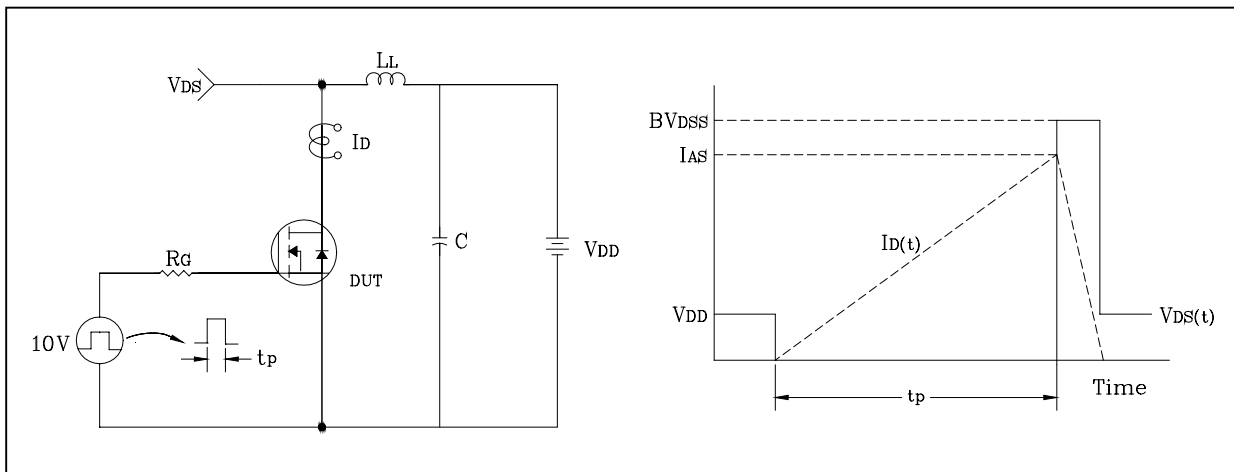 LL
VDS
ID
RG
DUT
C
VDD
10V
tp
BVDSS
IAS
ID(t)
VDD
VDS(t)
Time
tp